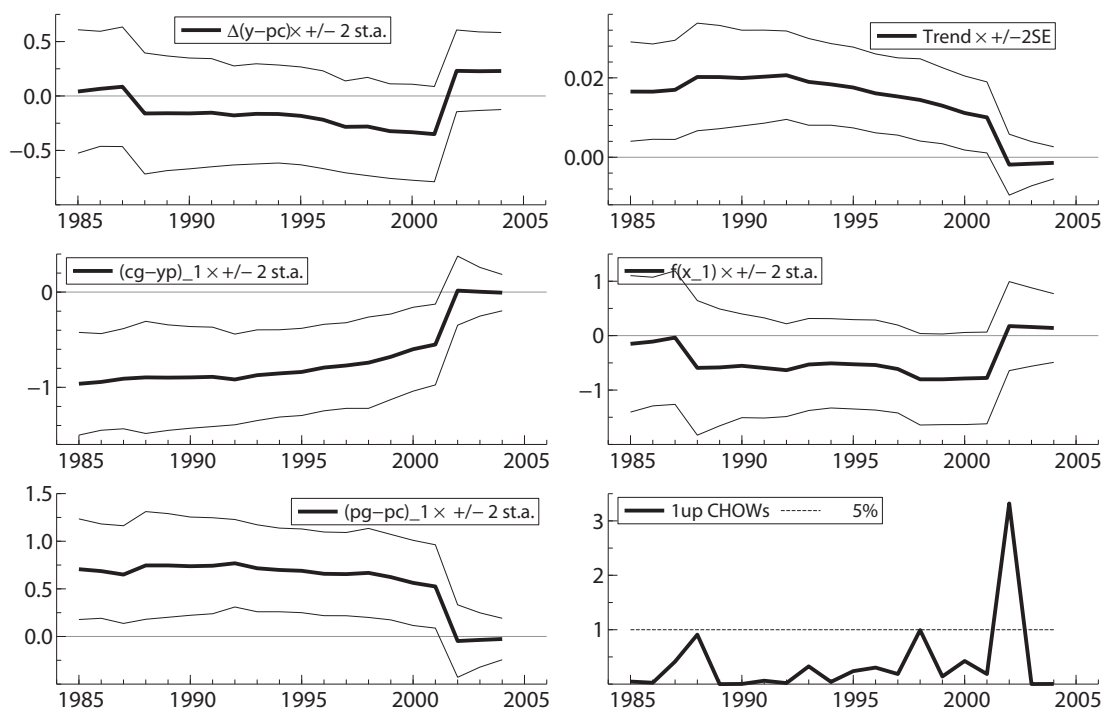 Δ(y–pc)× +/– 2 st.a.
0.5
0.0
–0.5
1985 1990 1995 2000 2005
Trend × +/–2SE
0.02
0.00
1985 1990 1995 2000 2005
(cg–yp)_1 × +/– 2 st.a.
0
–1
1985 1990 1995 2000 2005
f(x_1) × +/– 2 st.a.
1
0
–1
1985 1990 1995 2000 2005
(pg–pc)_1 × +/– 2 st.a.
1.5
1.0
0.5
0.0
1985 1990 1995 2000 2005
1up CHOWs 5%
3
2
1
1985 1990 1995 2000 2005